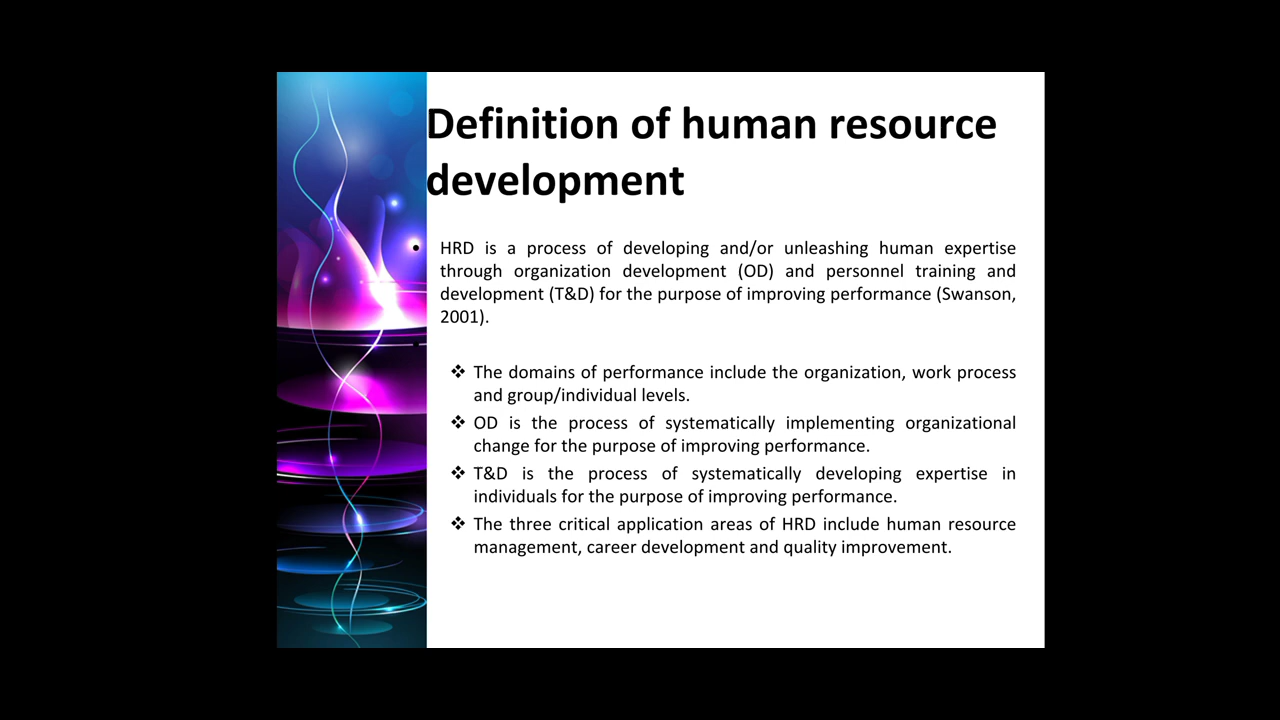 Definition of human resource
development
• HRD is a process of developing and/or unleashing human expertise
through organization development (OD) and personnel training and
development (T&D) for the purpose of improving performance (Swanson,
2001).
❖ The domains of performance include the organization, work process
and group/individual levels.
❖ OD is the process of systematically implementing organizational
change for the purpose of improving performance.
❖ T&D is the process of systematically developing expertise in
individuals for the purpose of improving performance.
❖ The three critical application areas of HRD include human resource
management, career development and quality improvement.